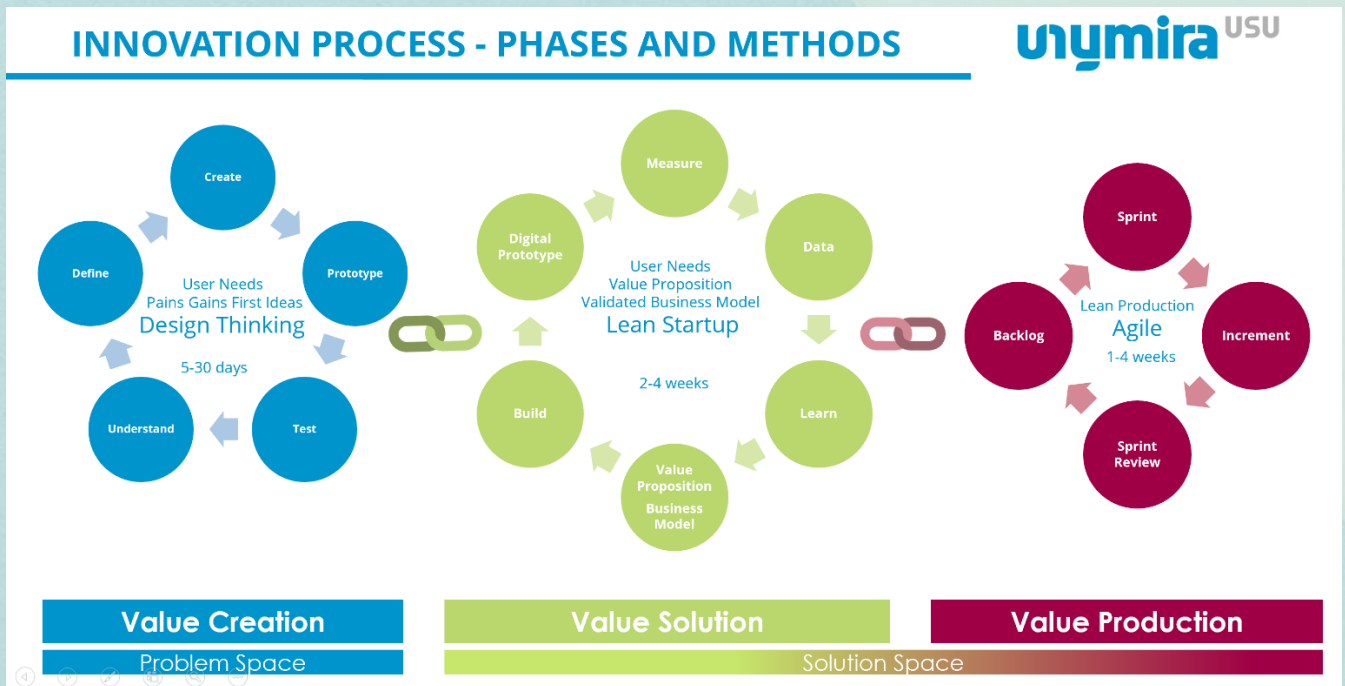 INNOVATION PROCESS - PHASES AND METHODS
unymira USU
Create
Define
Prototype
User Needs
Pains Gains First Ideas
Design Thinking
5-30 days
Understand
Test
Measure
Digital
Prototype
Data
User Needs
Value Proposition
Validated Business Model
Lean Startup
2-4 weeks
Build
Learn
Value
Proposition
Business
Model
Sprint
Backlog
Increment
Lean Production
Agile
1-4 weeks
Sprint
Review
Value Creation
Value Solution
Value Production
Problem Space
Solution Space